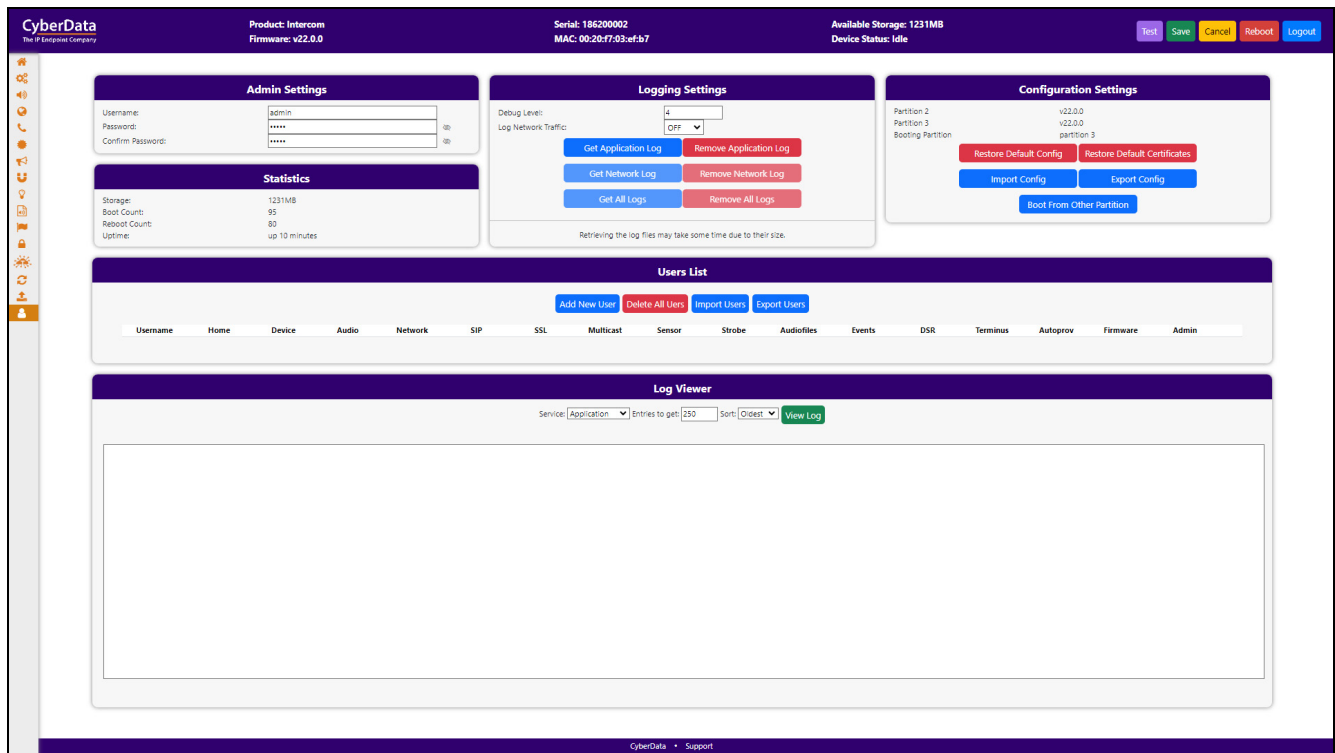 CyberData
The IP Endpoint Company
Product: Intercom
Firmware: v22.0.0
Serial: 186200002
MAC: 00:20:f7:03:ef:b7
Available Storage: 1231MB
Device Status: Idle
Test Save Cancel Reboot Logout
Admin Settings
Username: admin
Password: •••••
Confirm Password: •••••
Statistics
Storage: 1231MB
Boot Count: 95
Reboot Count: 80
Uptime: up 10 minutes
Logging Settings
Debug Level: 4
Log Network Traffic: OFF
Get Application Log Remove Application Log
Get Network Log Remove Network Log
Get All Logs Remove All Logs
Retrieving the log files may take some time due to their size.
Configuration Settings
Partition 2 v22.0.0
Partition 3 v22.0.0
Booting Partition partition 3
Restore Default Config Restore Default Certificates
Import Config Export Config
Boot From Other Partition
Users List
Add New User Delete All Uers Import Users Export Users
Username Home Device Audio Network SIP SSL Multicast Sensor Strobe Audiofiles Events DSR Terminus Autoprov Firmware Admin
Log Viewer
Service: Application Entries to get: 250 Sort: Oldest View Log
CyberData • Support